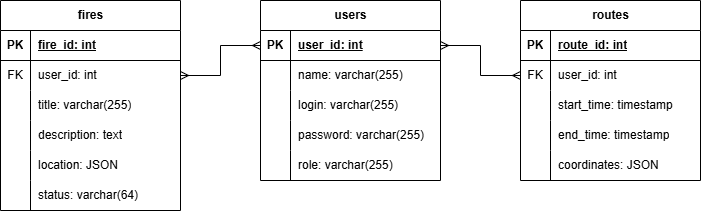 fires
PK fire_id: int
FK user_id: int
title: varchar(255)
description: text
location: JSON
status: varchar(64)
users
PK user_id: int
name: varchar(255)
login: varchar(255)
password: varchar(255)
role: varchar(255)
routes
PK route_id: int
FK user_id: int
start_time: timestamp
end_time: timestamp
coordinates: JSON